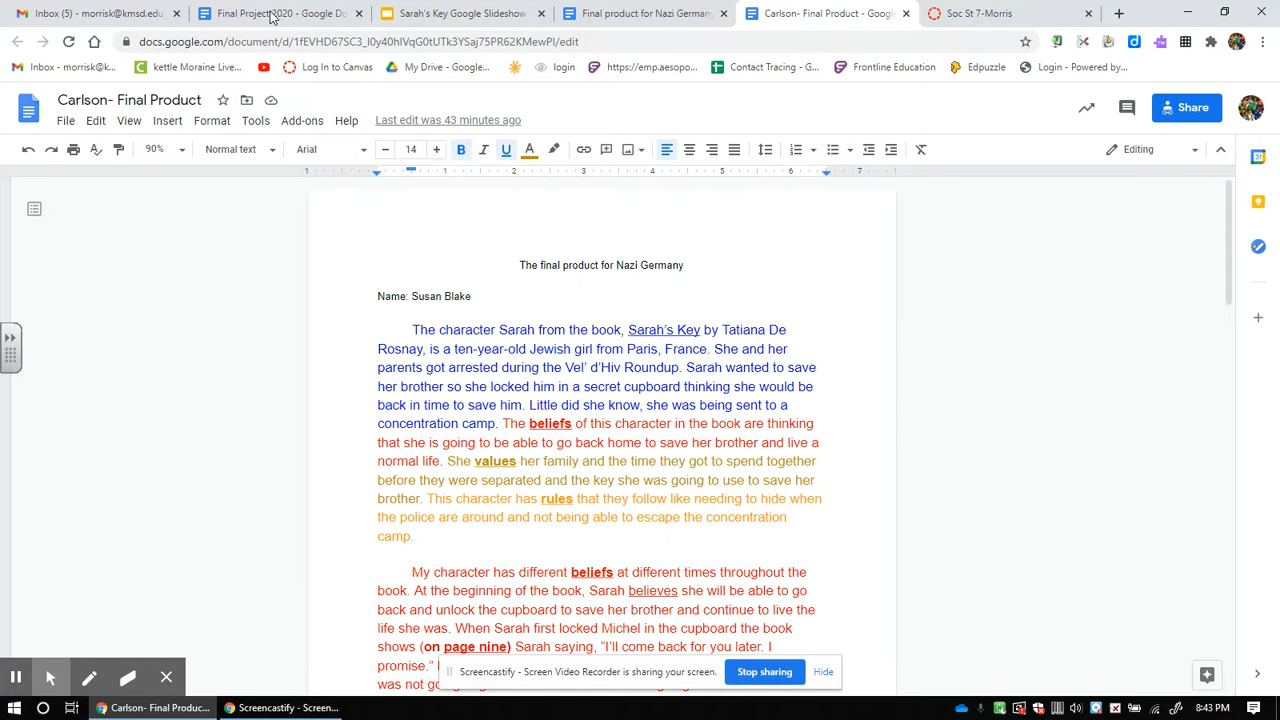 Inbox (5) - morrisk@kmsd.edu
Final Project 2020 - Google Do
Sarah's Key Google Slideshow
Final product for Nazi Germany
Carlson- Final Product - Goog
Soc St 7-Morris
docs.google.com/document/d/1fEVHD67SC3_I0y40hIVqG0tUTk3YSaj75PR62KMewPI/edit
Inbox - morrisk@k...
kettle Moraine Live...
Log In to Canvas
My Drive - Google...
login
https://emp.aesopo...
Contact Tracing - G...
Frontline Education
Edpuzzle
Login - Powered by...
Carlson- Final Product
Share
File Edit View Insert Format Tools Add-ons Help Last edit was 43 minutes ago
90% Normal text Arial 14 B I U A Editing
1 1 2 3 4 5 6 7
The final product for Nazi Germany
Name: Susan Blake
The character Sarah from the book, Sarah's Key by Tatiana De
Rosnay, is a ten-year-old Jewish girl from Paris, France. She and her
parents got arrested during the Vel' d'Hiv Roundup. Sarah wanted to save
her brother so she locked him in a secret cupboard thinking she would be
back in time to save him. Little did she know, she was being sent to a
concentration camp. The beliefs of this character in the book are thinking
that she is going to be able to go back home to save her brother and live a
normal life. She values her family and the time they got to spend together
before they were separated and the key she was going to use to save her
brother. This character has rules that they follow like needing to hide when
the police are around and not being able to escape the concentration
camp.
My character has different beliefs at different times throughout the
book. At the beginning of the book, Sarah believes she will be able to go
back and unlock the cupboard to save her brother and continue to live the
life she was. When Sarah first locked Michel in the cupboard the book
shows (on page nine) Sarah saying, "I'll come back for you later. I
promise."
was not go
Screencastify - Screen Video Recorder is sharing your screen. Stop sharing Hide
Carlson- Final Produc...
Screencastify - Screen...
8:43 PM